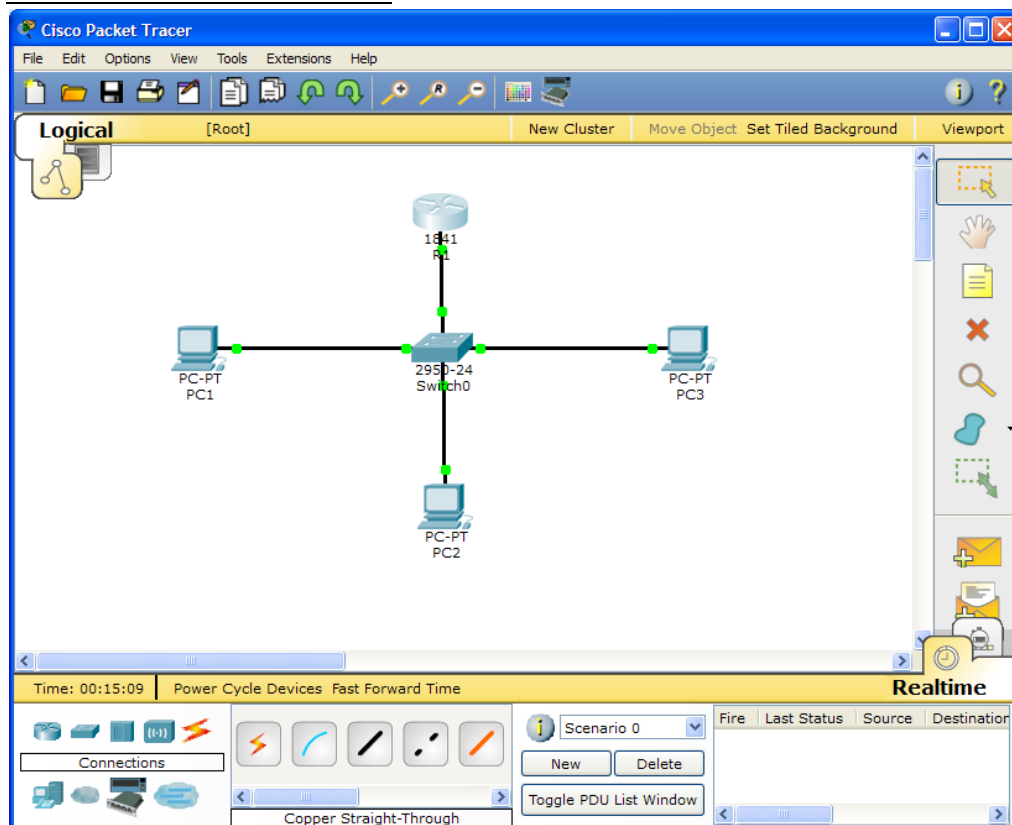 Cisco Packet Tracer
File Edit Options View Tools Extensions Help
Logical [Root] New Cluster Move Object Set Tiled Background Viewport
1841
R1
2950-24
Switch0
PC-PT
PC1
PC-PT
PC3
PC-PT
PC2
Time: 00:15:09 Power Cycle Devices Fast Forward Time Realtime
Connections
Copper Straight-Through
Scenario 0
New Delete
Toggle PDU List Window
Fire Last Status Source Destination